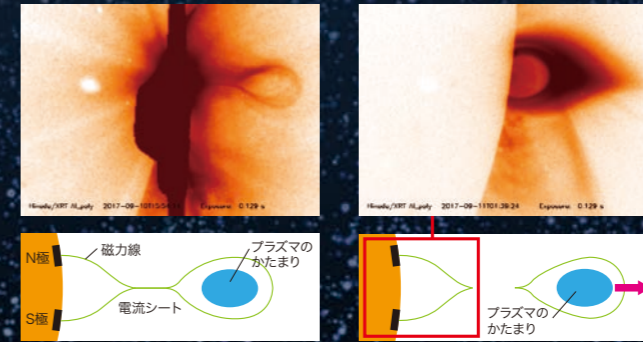 Hinode/XRT Al_poly 2017-09-10T15:54:21 Exposure: 0.129 s
Hinode/XRT Al_poly 2017-09-11T01:39:24 Exposure: 0.129 s
N極
磁力線
プラズマの
かたまり
電流シート
S極
プラズマの
かたまり